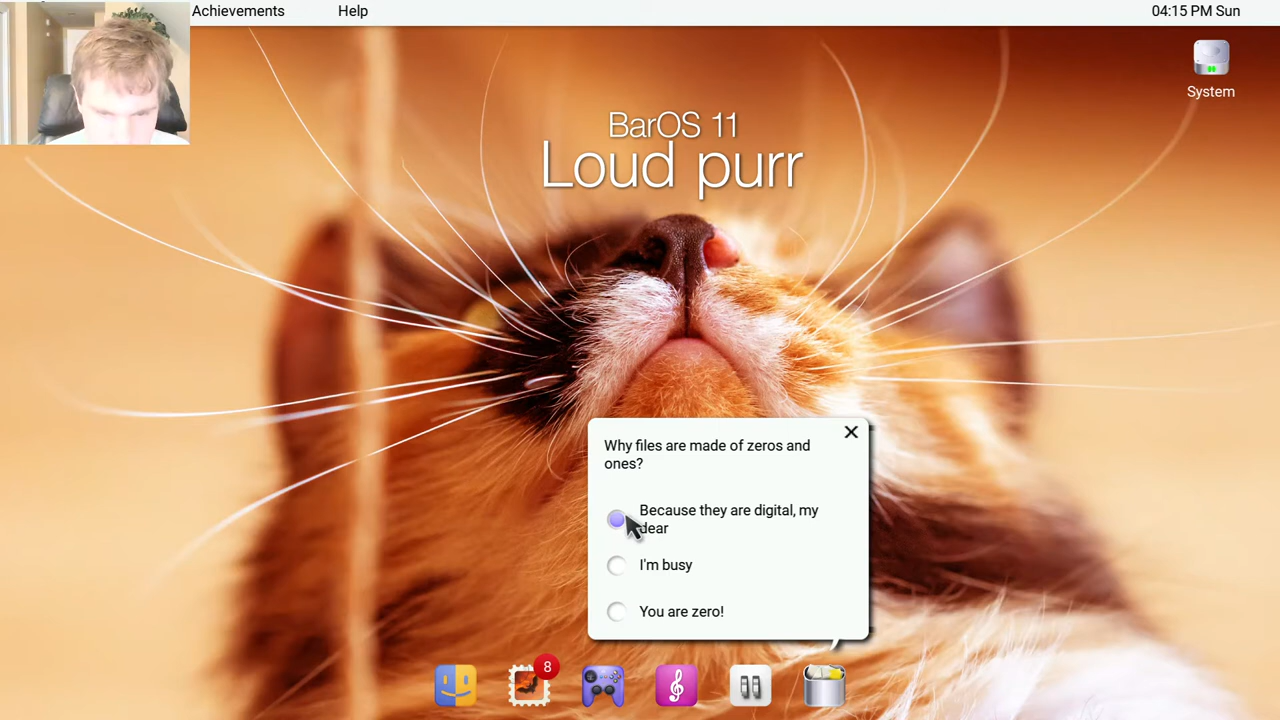 Achievements Help 04:15 PM Sun
System
BarOS 11
Loud purr
Why files are made of zeros and
ones?
Because they are digital, my
dear
I'm busy
You are zero!
8